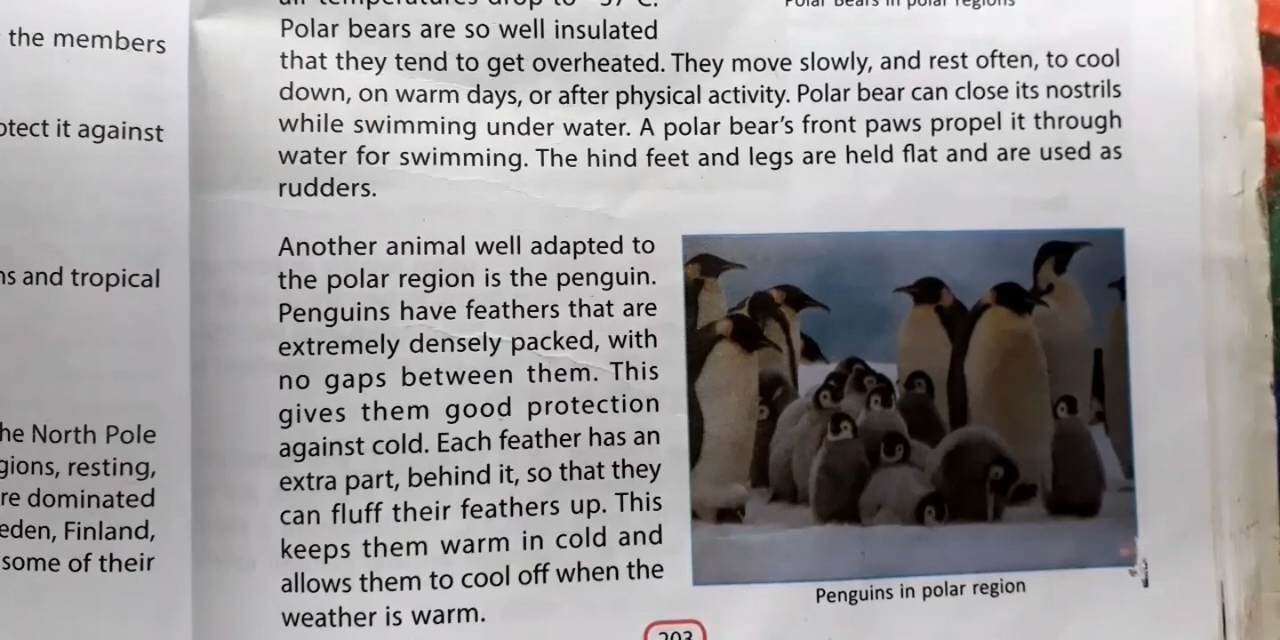 the members
otect it against
ns and tropical
he North Pole
gions, resting,
re dominated
eden, Finland,
some of their
Polar Bears in polar regions
Polar bears are so well insulated
that they tend to get overheated. They move slowly, and rest often, to cool
down, on warm days, or after physical activity. Polar bear can close its nostrils
while swimming under water. A polar bear's front paws propel it through
water for swimming. The hind feet and legs are held flat and are used as
rudders.
Another animal well adapted to
the polar region is the penguin.
Penguins have feathers that are
extremely densely packed, with
no gaps between them. This
gives them good protection
against cold. Each feather has an
extra part, behind it, so that they
can fluff their feathers up. This
keeps them warm in cold and
allows them to cool off when the
weather is warm.
Penguins in polar region
203